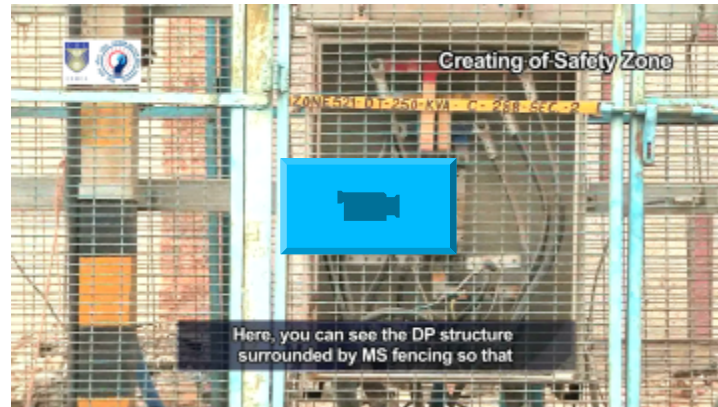 Creating of Safety Zone
ZONE 521-DT-250-KVA- C- 268-SEC-2
Here, you can see the DP structure
surrounded by MS fencing so that